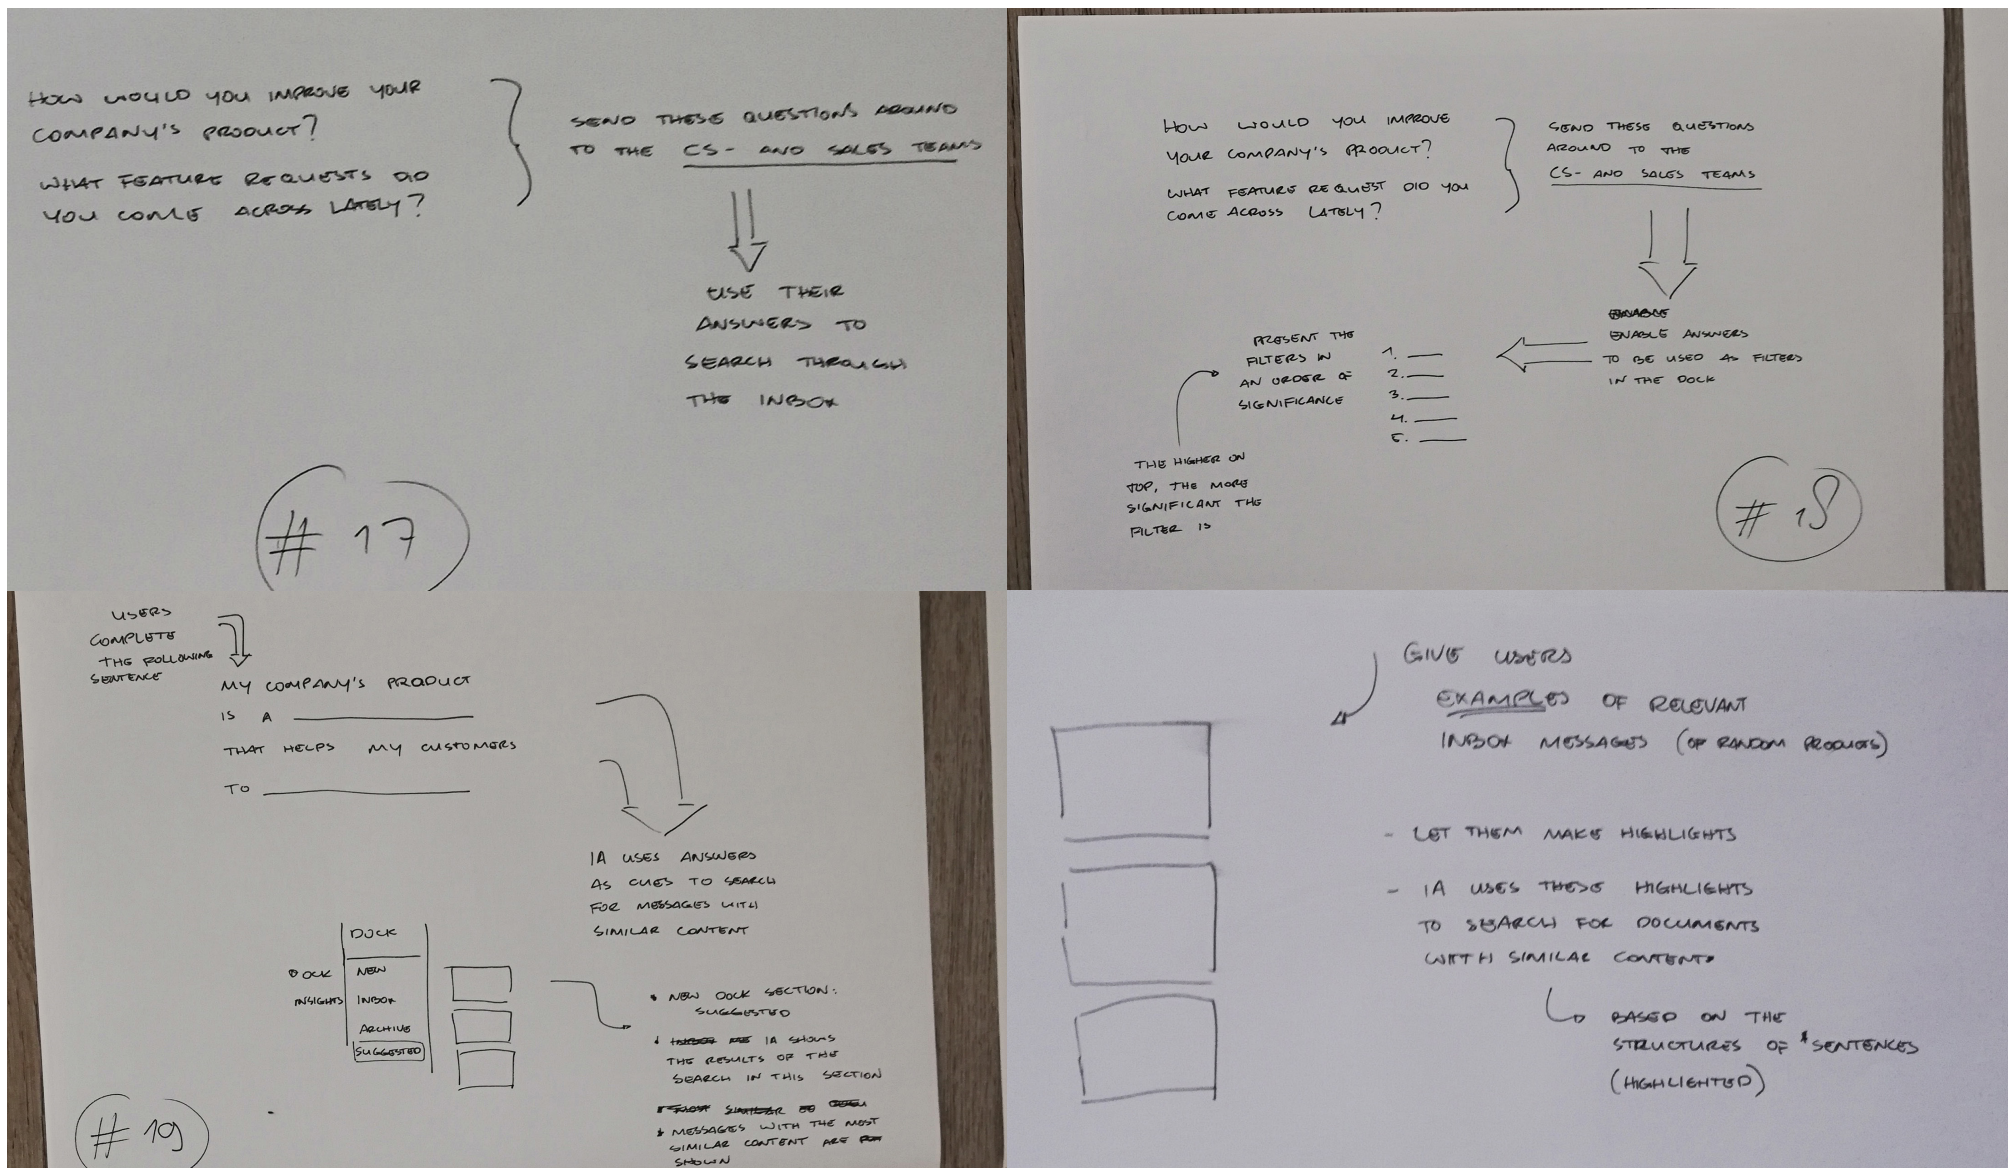 HOW WOULD YOU IMPROVE YOUR
COMPANY'S PRODUCT?
WHAT FEATURE REQUESTS DID
YOU COME ACROSS LATELY?
SEND THESE QUESTIONS AROUND
TO THE CS- AND SALES TEAMS
USE THEIR
ANSWERS TO
SEARCH THROUGH
THE INBOX
# 17
HOW WOULD YOU IMPROVE
YOUR COMPANY'S PRODUCT?
WHAT FEATURE REQUEST DID YOU
COME ACROSS LATELY?
SEND THESE QUESTIONS
AROUND TO THE
CS- AND SALES TEAMS
ENABLE
ENABLE ANSWERS
TO BE USED AS FILTERS
IN THE DOCK
PRESENT THE
FILTERS IN
AN ORDER OF
SIGNIFICANCE
1.
2.
3.
4.
5.
THE HIGHER ON
TOP, THE MORE
SIGNIFICANT THE
FILTER IS
# 18
USERS
COMPLETE
THE FOLLOWING
SENTENCE
MY COMPANY'S PRODUCT
IS A
THAT HELPS MY CUSTOMERS
TO
IA USES ANSWERS
AS CUES TO SEARCH
FOR MESSAGES WITH
SIMILAR CONTENT
DOCK
INSIGHTS
DOCK
NEW
INBOX
ARCHIVE
SUGGESTED
* NEW DOCK SECTION:
SUGGESTED
* IA SHOWS
THE RESULTS OF THE
SEARCH IN THIS SECTION
* MESSAGES WITH THE MOST
SIMILAR CONTENT ARE
SHOWN
# 19
GIVE USERS
EXAMPLES OF RELEVANT
INBOX MESSAGES (OF RANDOM PRODUCTS)
- LET THEM MAKE HIGHLIGHTS
- IA USES THESE HIGHLIGHTS
TO SEARCH FOR DOCUMENTS
WITH SIMILAR CONTENT
BASED ON THE
STRUCTURES OF SENTENCES
(HIGHLIGHTED)